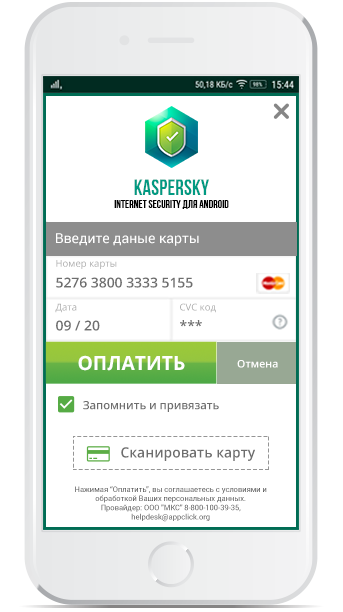 50,18 КБ/с 98% 15:44
KASPERSKY
INTERNET SECURITY ДЛЯ ANDROID
Введите даные карты
Номер карты
5276 3800 3333 5155
Дата
CVC код
09 / 20
***
?
ОПЛАТИТЬ
Отмена
Запомнить и привязать
Сканировать карту
Нажимая "Оплатить", вы соглашаетесь с условиями и
обработкой Ваших персональных данных.
Провайдер: ООО "МКС" 8-800-100-39-35,
helpdesk@appclick.org